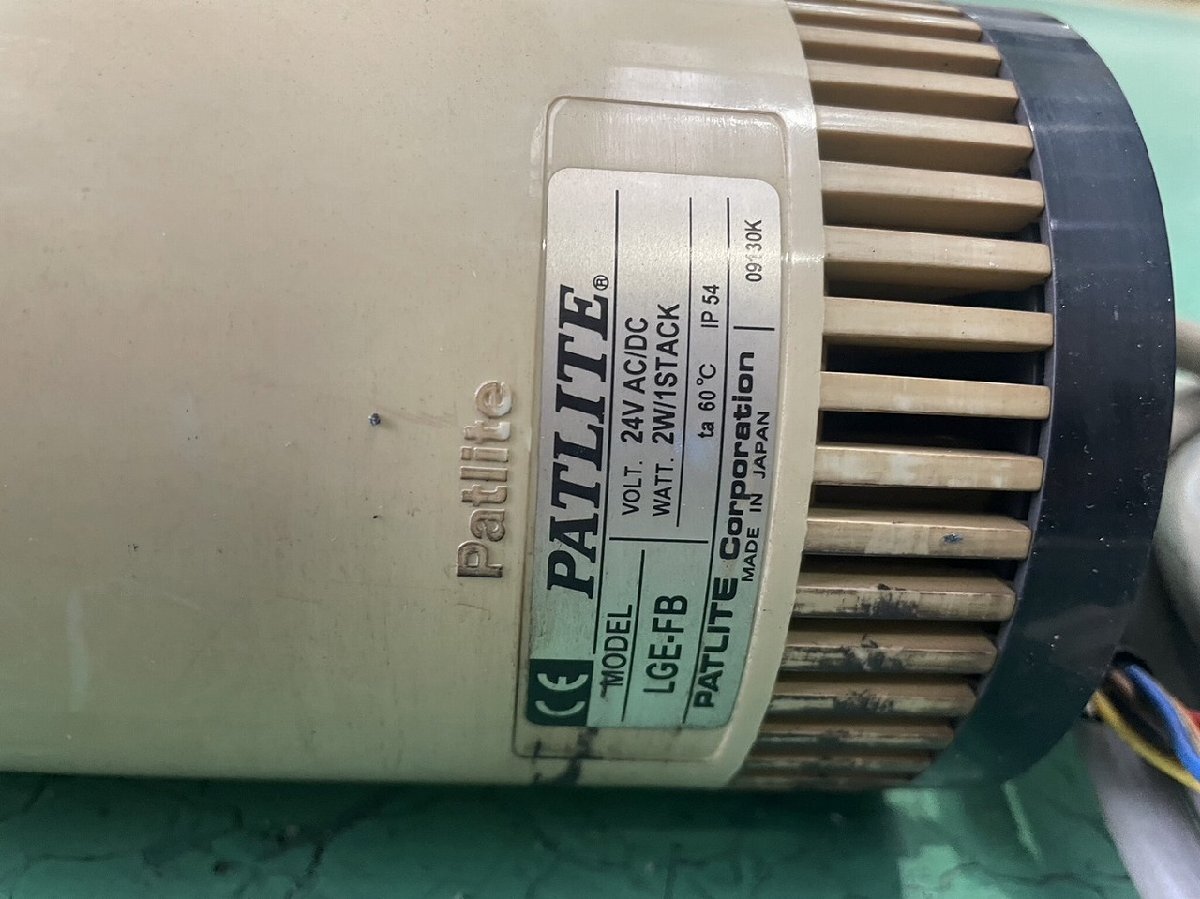 Patlite
CE PATLITE®
MODEL VOLT. 24V AC/DC
LGE-FB WATT. 2W/1STACK
ta 60°C IP 54
PATLITE Corporation
MADE IN JAPAN 09130K